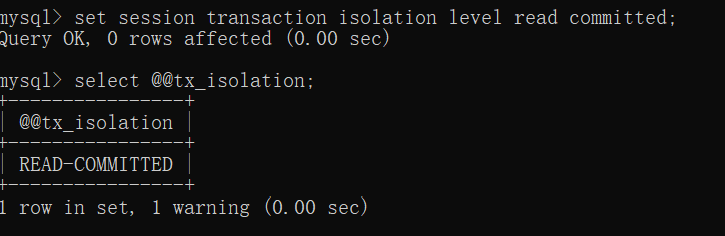 mysql> set session transaction isolation level read committed;
Query OK, 0 rows affected (0.00 sec)
mysql> select @@tx_isolation;
+----------------+
| @@tx_isolation |
+----------------+
| READ-COMMITTED |
+----------------+
1 row in set, 1 warning (0.00 sec)